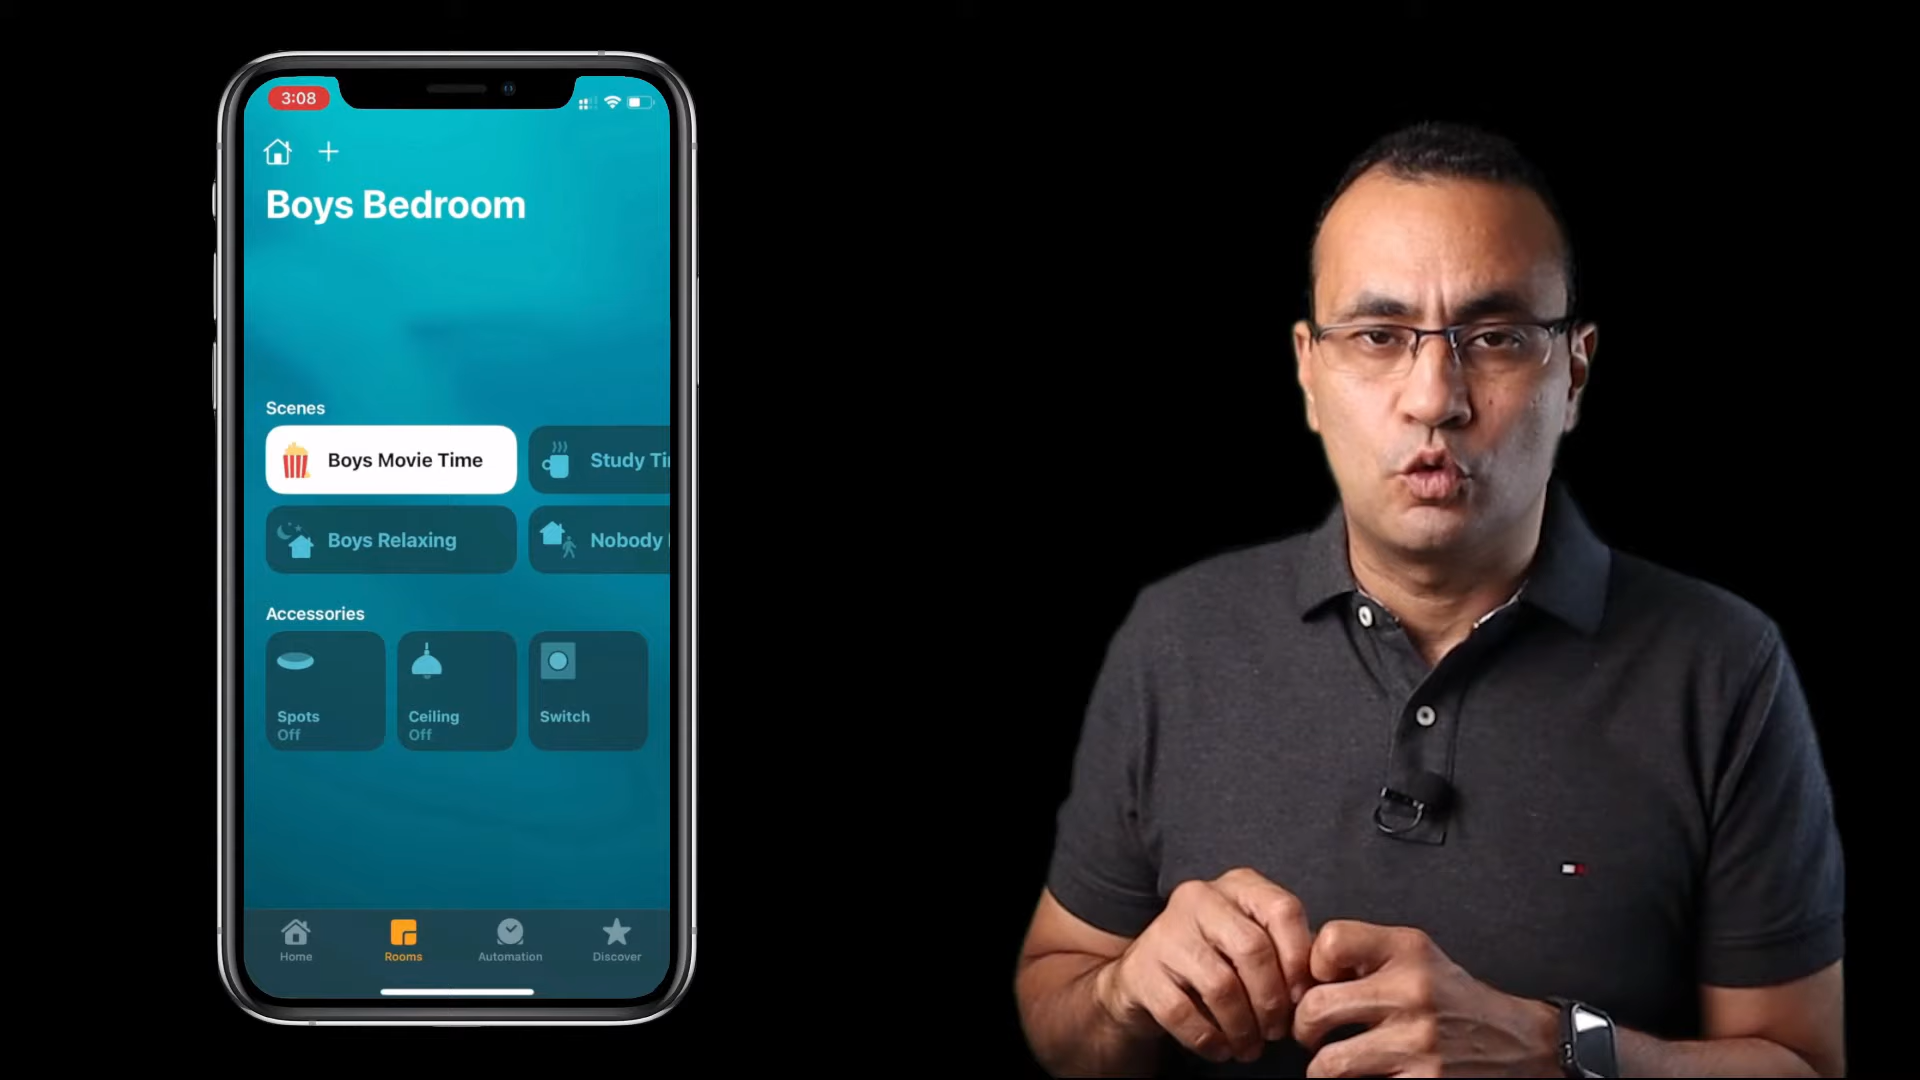 3:08
Boys Bedroom
Scenes
Boys Movie Time
Study
Boys Relaxing
Nobody
Accessories
Spots
Off
Ceiling
Off
Switch
Home
Rooms
Automation
Discover